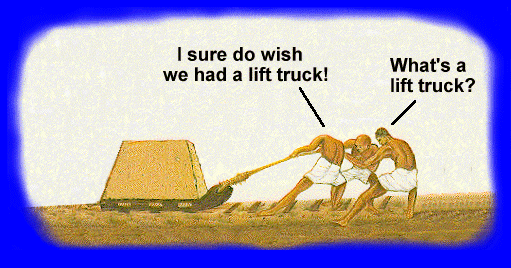 I sure do wish
we had a lift truck!
What's a
lift truck?